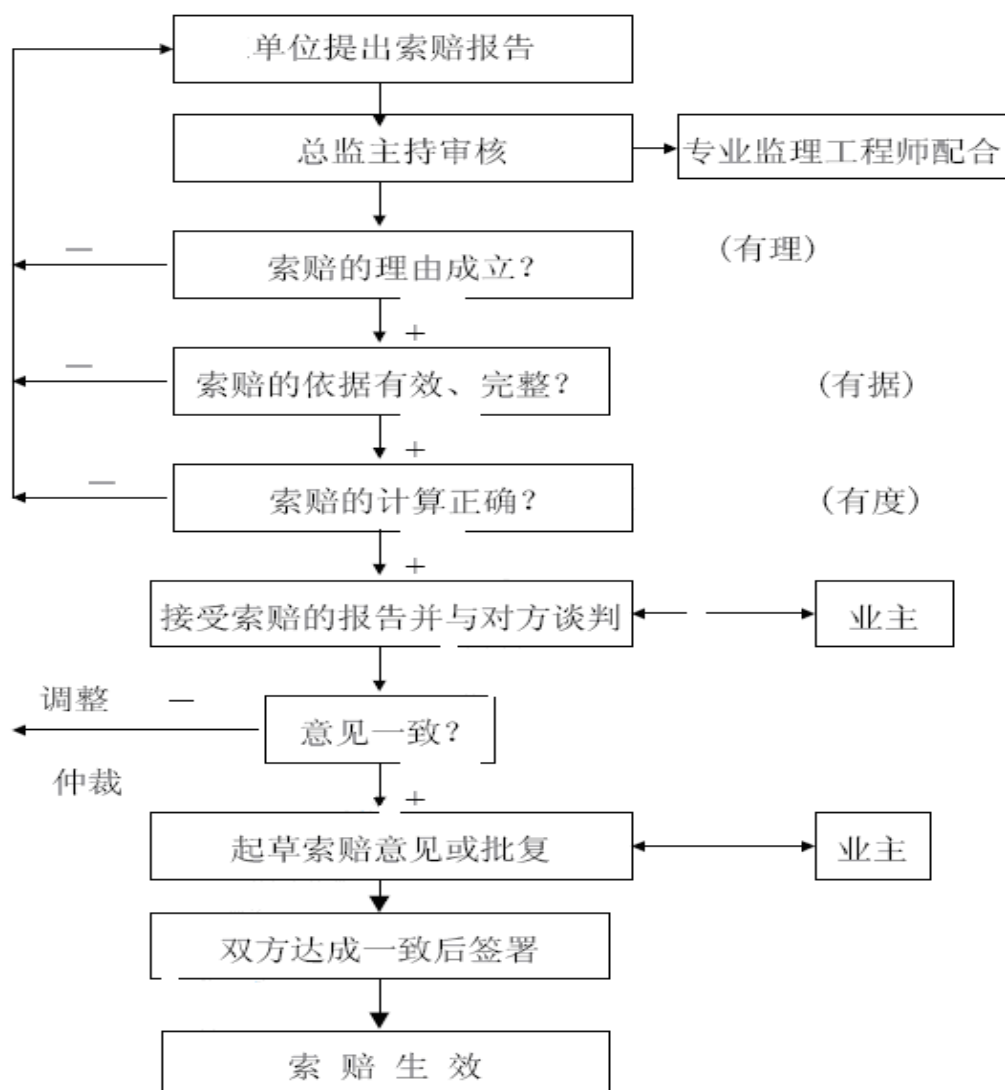 单位提出索赔报告
总监主持审核
专业监理工程师配合
—
索赔的理由成立？
（有理）
+
—
索赔的依据有效、完整？
（有据）
+
—
索赔的计算正确？
（有度）
+
接受索赔的报告并与对方谈判
业主
调整 —
意见一致？
仲裁
+
起草索赔意见或批复
业主
双方达成一致后签署
索 赔 生 效